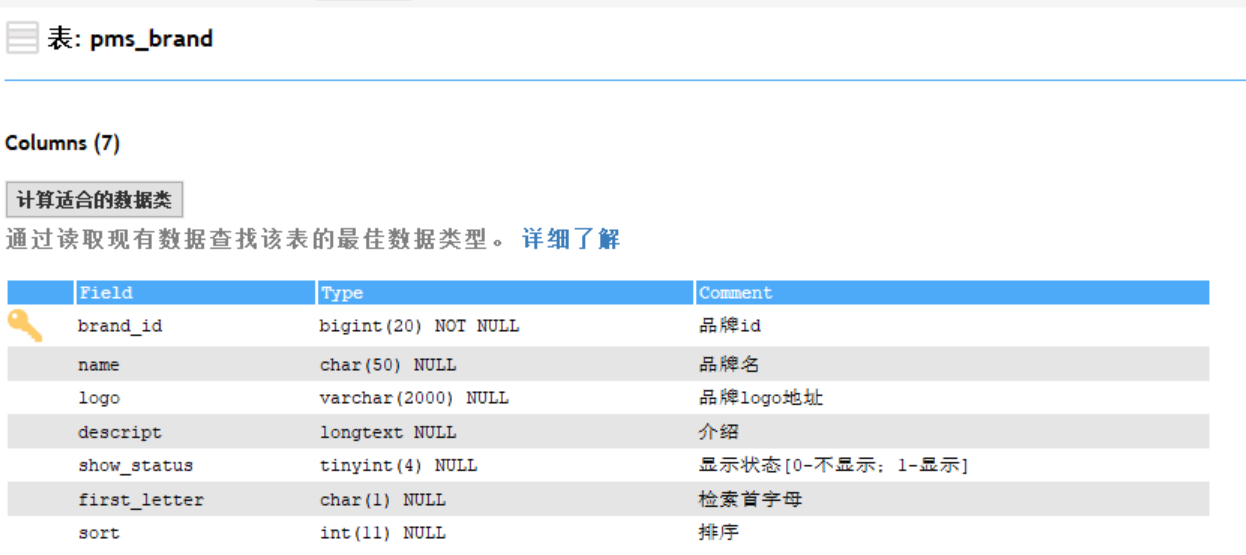 表: pms_brand
Columns (7)
计算适合的数据类
通过读取现有数据查找该表的最佳数据类型。 详细了解
Field Type Comment
brand_id bigint(20) NOT NULL 品牌id
name char(50) NULL 品牌名
logo varchar(2000) NULL 品牌logo地址
descript longtext NULL 介绍
show_status tinyint(4) NULL 显示状态[0-不显示; 1-显示]
first_letter char(1) NULL 检索首字母
sort int(11) NULL 排序